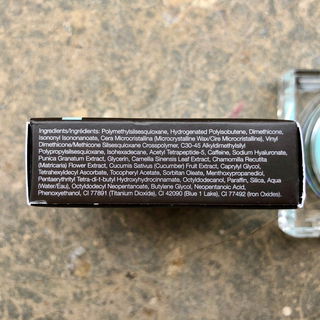 Ingredients/Ingrédients: Polymethylsilsesquioxane, Hydrogenated Polyisobutene, Dimethicone,
Isononyl Isononanoate, Cera Microcristallina (Microcrystalline Wax/Cire Microcristalline), Vinyl
Dimethicone/Methicone Silsesquioxane Crosspolymer, C30-45 Alkyldimethylsilyl
Polypropylsilsesquioxane, Isohexadecane, Acetyl Tetrapeptide-5, Caffeine, Sodium Hyaluronate,
Punica Granatum Extract, Glycerin, Camellia Sinensis Leaf Extract, Chamomilla Recutita
(Matricaria) Flower Extract, Cucumis Sativus (Cucumber) Fruit Extract, Caprylyl Glycol,
Tetrahexyldecyl Ascorbate, Tocopheryl Acetate, Sorbitan Oleate, Menthoxypropanediol,
Pentaerythrityl Tetra-di-t-butyl Hydroxyhydrocinnamate, Octyldodecanol, Paraffin, Silica, Aqua
(Water/Eau), Octyldodecyl Neopentanoate, Butylene Glycol, Neopentanoic Acid,
Phenoxyethanol, CI 77891 (Titanium Dioxide), CI 42090 (Blue 1 Lake), CI 77492 (Iron Oxides).